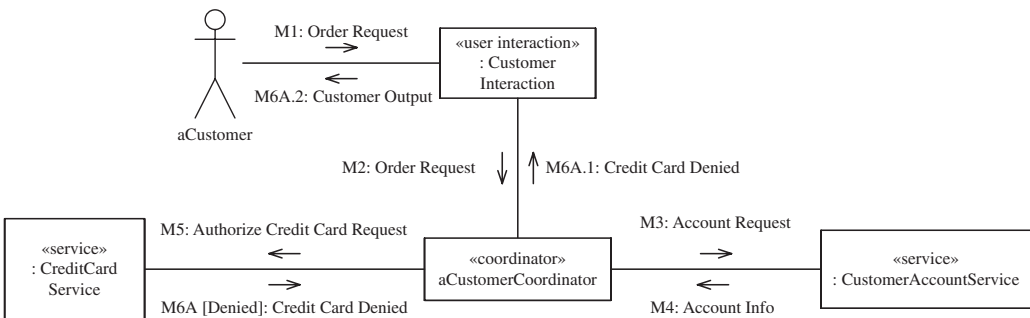 M1: Order Request
«user interaction»
: Customer
Interaction
M6A.2: Customer Output
aCustomer
M2: Order Request
M6A.1: Credit Card Denied
M5: Authorize Credit Card Request
M3: Account Request
«service»
: CreditCard
Service
«coordinator»
aCustomerCoordinator
«service»
: CustomerAccountService
M6A [Denied]: Credit Card Denied
M4: Account Info